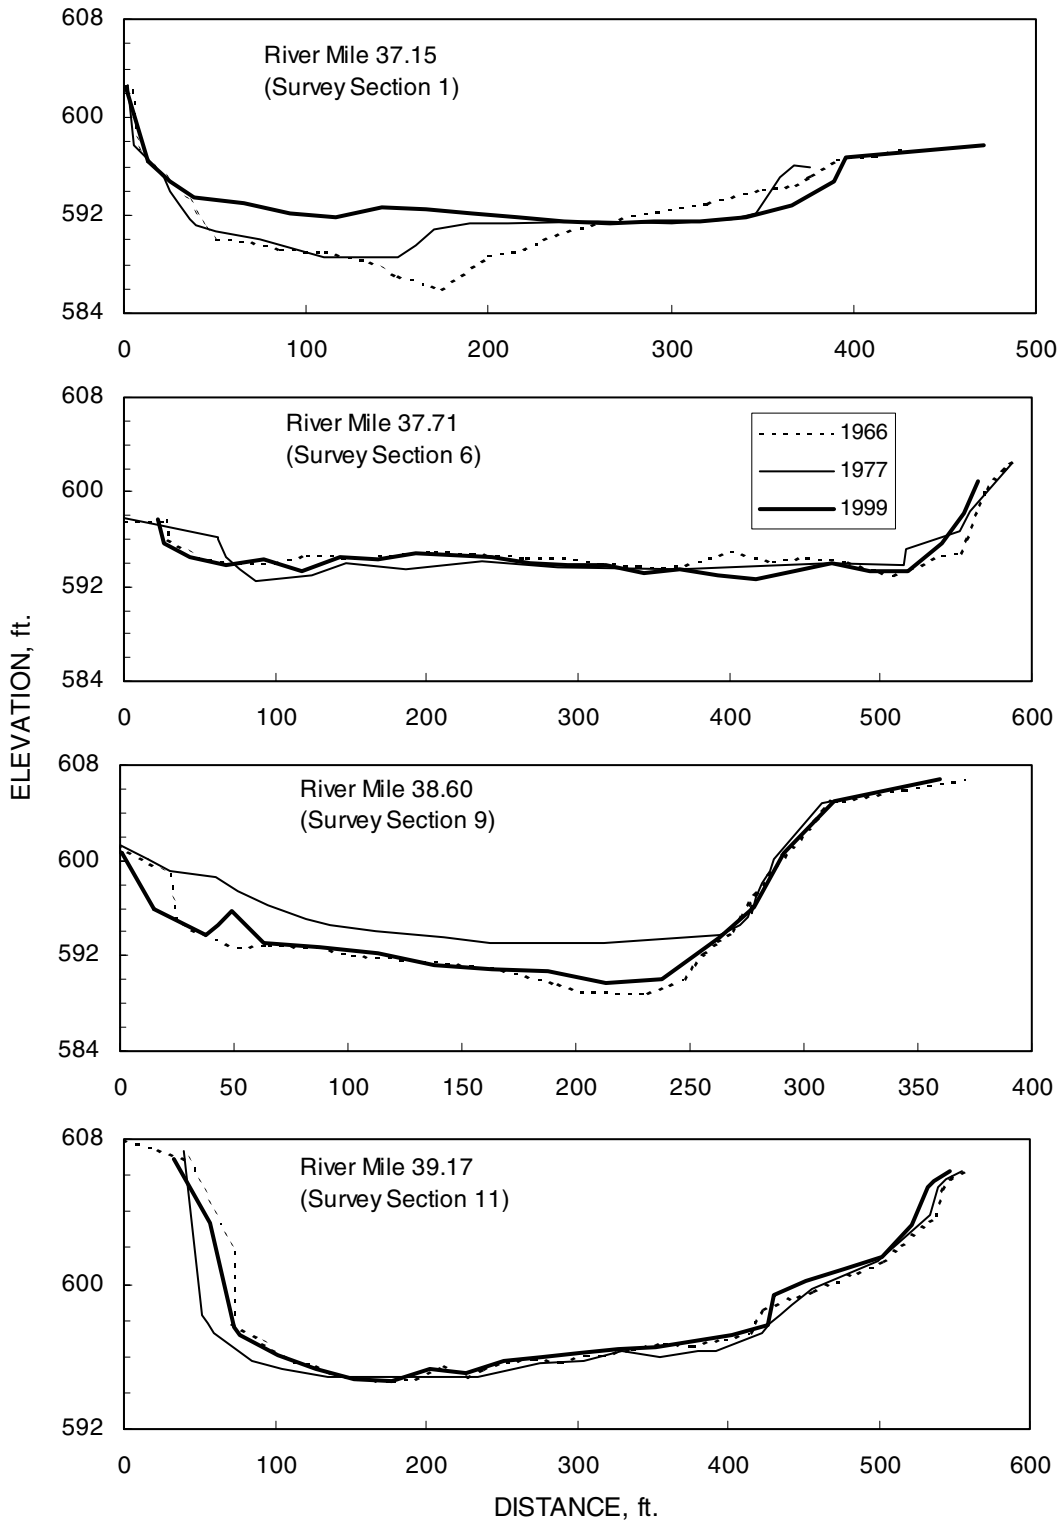 608
River Mile 37.15
(Survey Section 1)
600
592
584
0 100 200 300 400 500
608
River Mile 37.71
(Survey Section 6)
1966
1977
1999
600
592
584
0 100 200 300 400 500 600
ELEVATION, ft.
608
River Mile 38.60
(Survey Section 9)
600
592
584
0 50 100 150 200 250 300 350 400
608
River Mile 39.17
(Survey Section 11)
600
592
0 100 200 300 400 500 600
DISTANCE, ft.